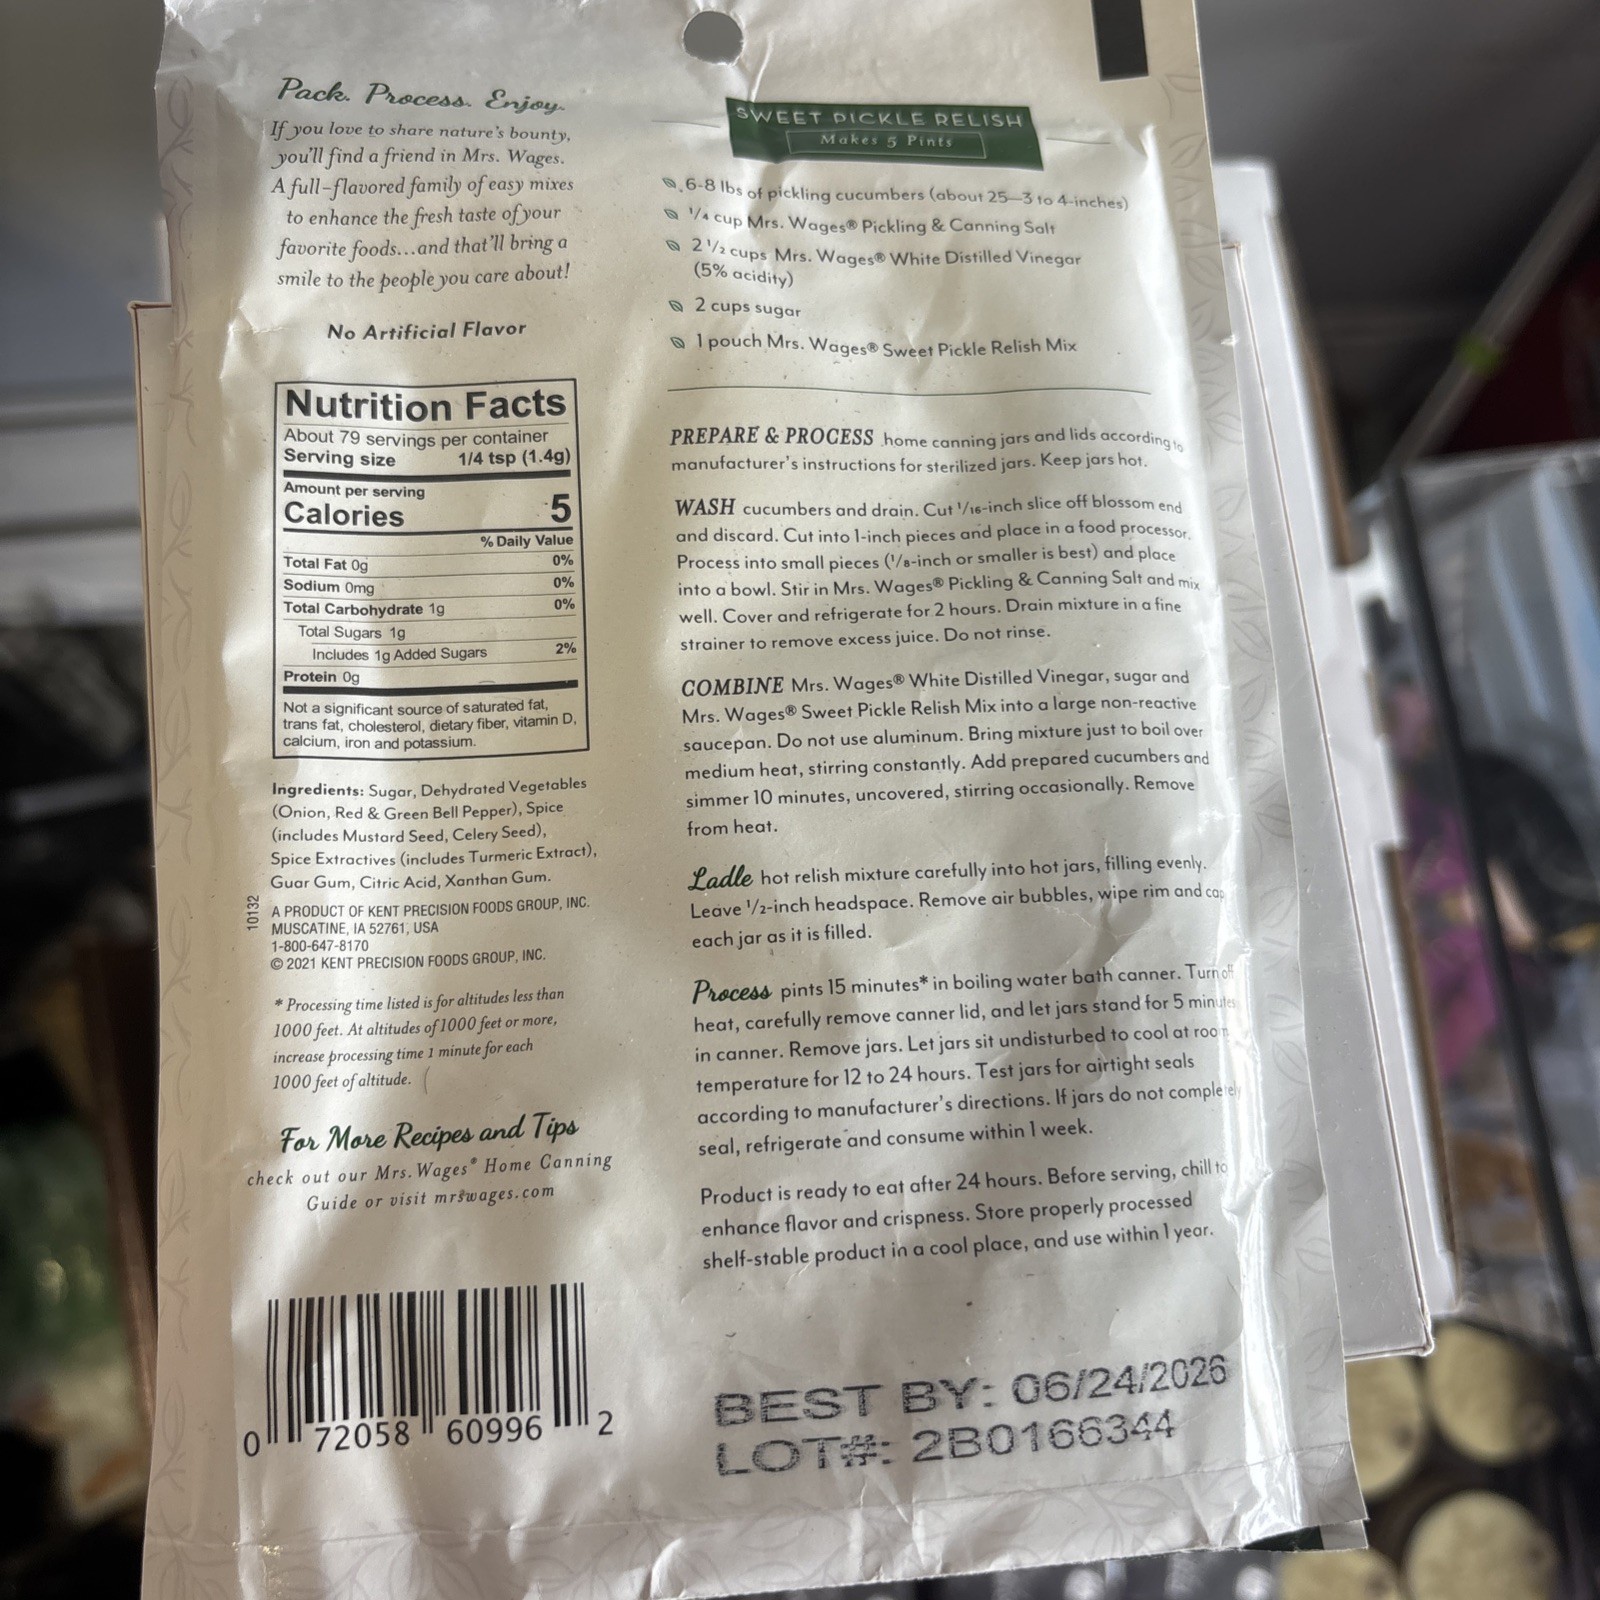 Pack. Process. Enjoy.
If you love to share nature's bounty,
you'll find a friend in Mrs. Wages.
A full-flavored family of easy mixes
to enhance the fresh taste of your
favorite foods...and that'll bring a
smile to the people you care about!
No Artificial Flavor
Nutrition Facts
About 79 servings per container
Serving size 1/4 tsp (1.4g)
Amount per serving
Calories 5
% Daily Value
Total Fat 0g 0%
Sodium 0mg 0%
Total Carbohydrate 1g 0%
Total Sugars 1g
Includes 1g Added Sugars 2%
Protein 0g
Not a significant source of saturated fat,
trans fat, cholesterol, dietary fiber, vitamin D,
calcium, iron and potassium.
Ingredients: Sugar, Dehydrated Vegetables
(Onion, Red & Green Bell Pepper), Spice
(includes Mustard Seed, Celery Seed),
Spice Extractives (includes Turmeric Extract),
Guar Gum, Citric Acid, Xanthan Gum.
10132
A PRODUCT OF KENT PRECISION FOODS GROUP, INC.
MUSCATINE, IA 52761, USA
1-800-647-8170
© 2021 KENT PRECISION FOODS GROUP, INC.
* Processing time listed is for altitudes less than
1000 feet. At altitudes of 1000 feet or more,
increase processing time 1 minute for each
1000 feet of altitude.
For More Recipes and Tips
check out our Mrs. Wages® Home Canning
Guide or visit mrswages.com
0 72058 60996 2
SWEET PICKLE RELISH
Makes 5 Pints
6-8 lbs of pickling cucumbers (about 25—3 to 4-inches)
1/4 cup Mrs. Wages® Pickling & Canning Salt
2 1/2 cups Mrs. Wages® White Distilled Vinegar
(5% acidity)
2 cups sugar
1 pouch Mrs. Wages® Sweet Pickle Relish Mix
PREPARE & PROCESS home canning jars and lids according to
manufacturer's instructions for sterilized jars. Keep jars hot.
WASH cucumbers and drain. Cut 1/16-inch slice off blossom end
and discard. Cut into 1-inch pieces and place in a food processor.
Process into small pieces (1/8-inch or smaller is best) and place
into a bowl. Stir in Mrs. Wages® Pickling & Canning Salt and mix
well. Cover and refrigerate for 2 hours. Drain mixture in a fine
strainer to remove excess juice. Do not rinse.
COMBINE Mrs. Wages® White Distilled Vinegar, sugar and
Mrs. Wages® Sweet Pickle Relish Mix into a large non-reactive
saucepan. Do not use aluminum. Bring mixture just to boil over
medium heat, stirring constantly. Add prepared cucumbers and
simmer 10 minutes, uncovered, stirring occasionally. Remove
from heat.
Ladle hot relish mixture carefully into hot jars, filling evenly.
Leave 1/2-inch headspace. Remove air bubbles, wipe rim and cap
each jar as it is filled.
Process pints 15 minutes* in boiling water bath canner. Turn off
heat, carefully remove canner lid, and let jars stand for 5 minutes
in canner. Remove jars. Let jars sit undisturbed to cool at room
temperature for 12 to 24 hours. Test jars for airtight seals
according to manufacturer's directions. If jars do not completely
seal, refrigerate and consume within 1 week.
Product is ready to eat after 24 hours. Before serving, chill to
enhance flavor and crispness. Store properly processed
shelf-stable product in a cool place, and use within 1 year.
BEST BY: 06/24/2026
LOT#: 2B0166344